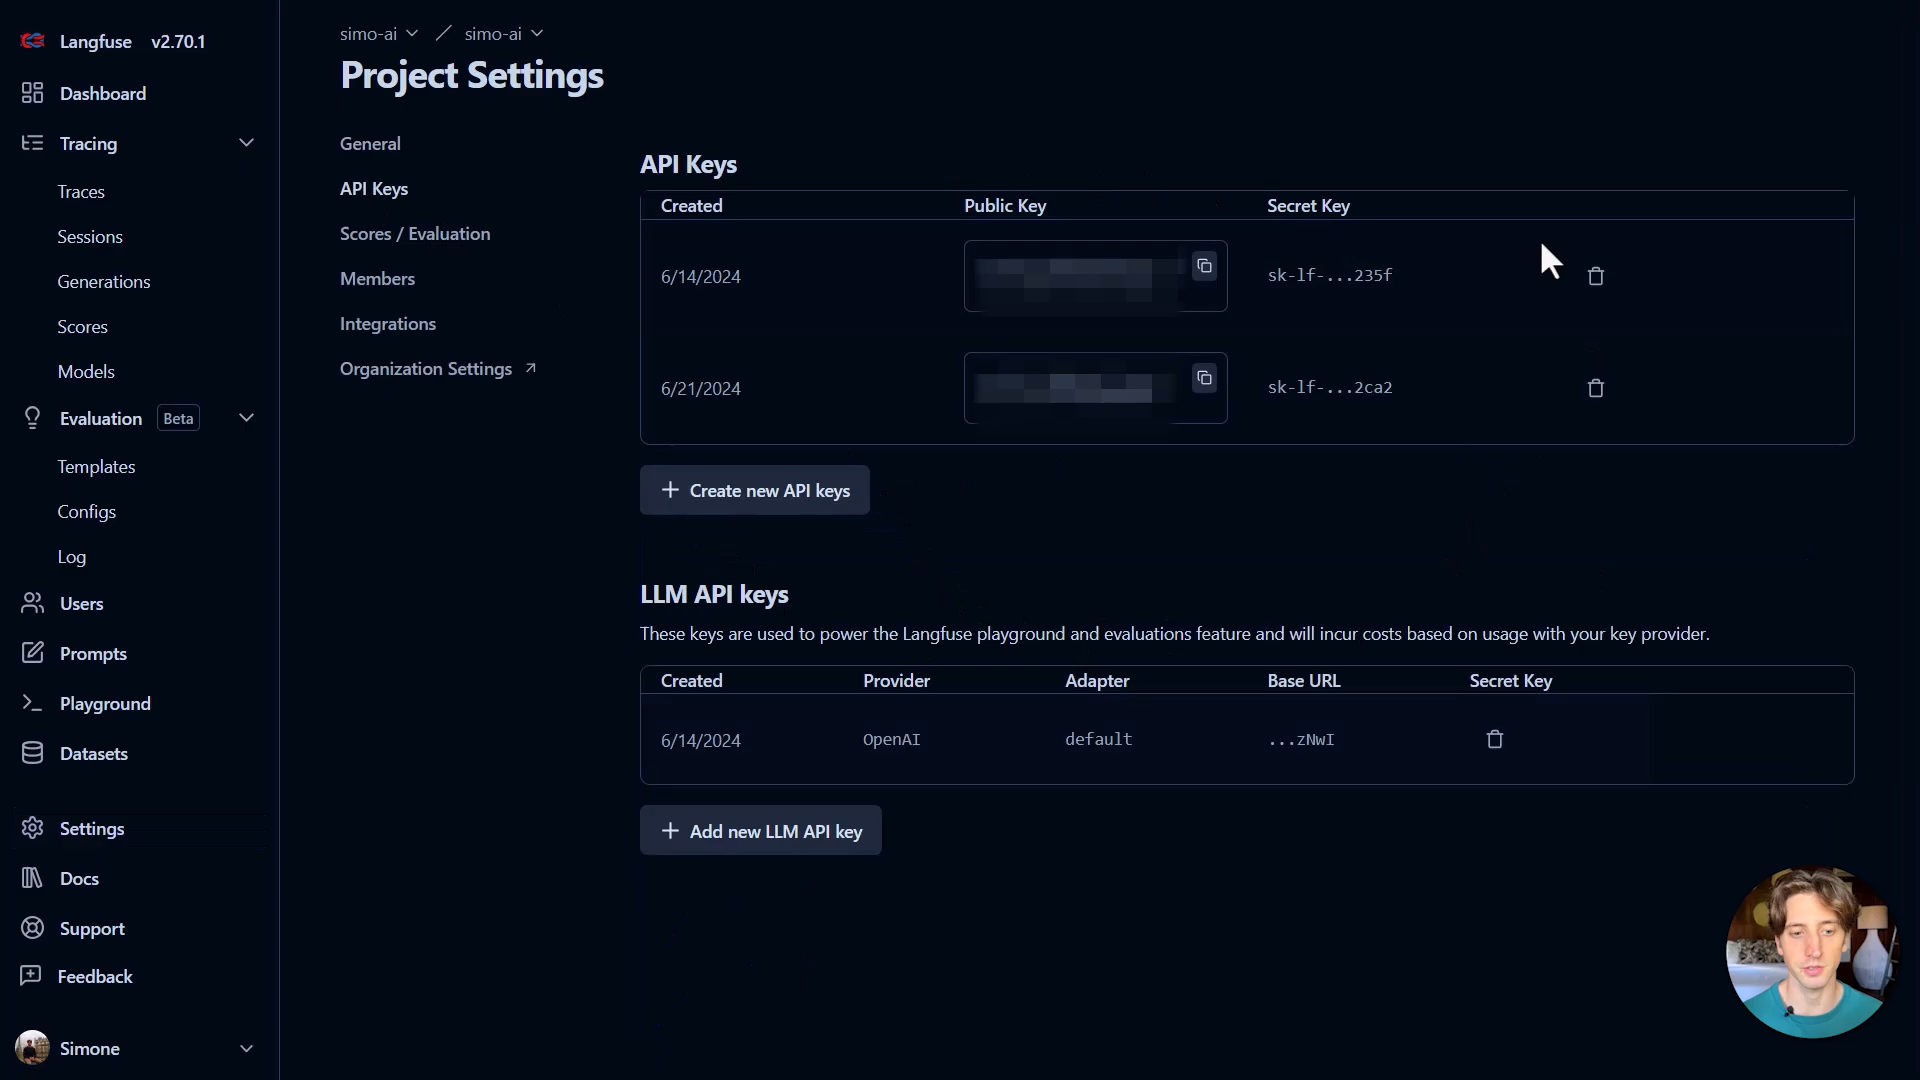 Langfuse v2.70.1
Dashboard
Tracing
Traces
Sessions
Generations
Scores
Models
Evaluation Beta
Templates
Configs
Log
Users
Prompts
Playground
Datasets
Settings
Docs
Support
Feedback
Simone
simo-ai / simo-ai
Project Settings
General
API Keys
Scores / Evaluation
Members
Integrations
Organization Settings
API Keys
Created Public Key Secret Key
6/14/2024 sk-lf-...235f
6/21/2024 sk-lf-...2ca2
+ Create new API keys
LLM API keys
These keys are used to power the Langfuse playground and evaluations feature and will incur costs based on usage with your key provider.
Created Provider Adapter Base URL Secret Key
6/14/2024 OpenAI default ...zNwI
+ Add new LLM API key